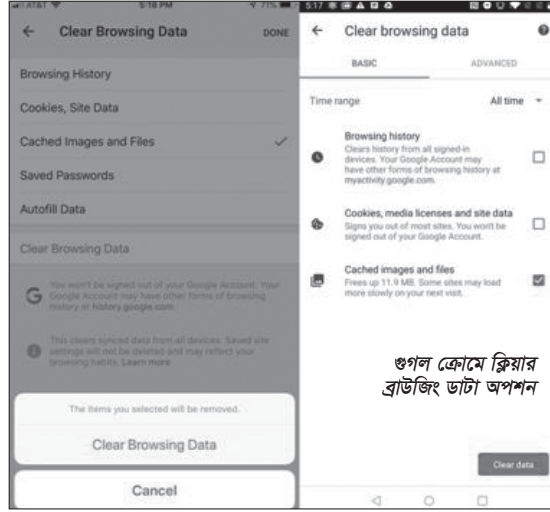 AT&T 5:18 PM 71%
Clear Browsing Data DONE
Browsing History
Cookies, Site Data
Cached Images and Files
Saved Passwords
Autofill Data
Clear Browsing Data
You won't be signed out of your Google Account. Your
Google Account may have other forms of browsing
history at history.google.com.
This clears synced data from all devices. Saved site
settings will not be deleted and may reflect your
browsing habits. Learn more
The items you selected will be removed.
Clear Browsing Data
Cancel
5:17
Clear browsing data
BASIC ADVANCED
Time range All time
Browsing history
Clears history from all signed-in
devices. Your Google Account may
have other forms of browsing history at
myactivity.google.com.
Cookies, media licenses and site data
Signs you out of most sites. You won't be
signed out of your Google Account.
Cached images and files
Frees up 11.9 MB. Some sites may load
more slowly on your next visit.
গুগল ক্রোমে ক্লিয়ার
ব্রাউজিং ডাটা অপশন
Clear data